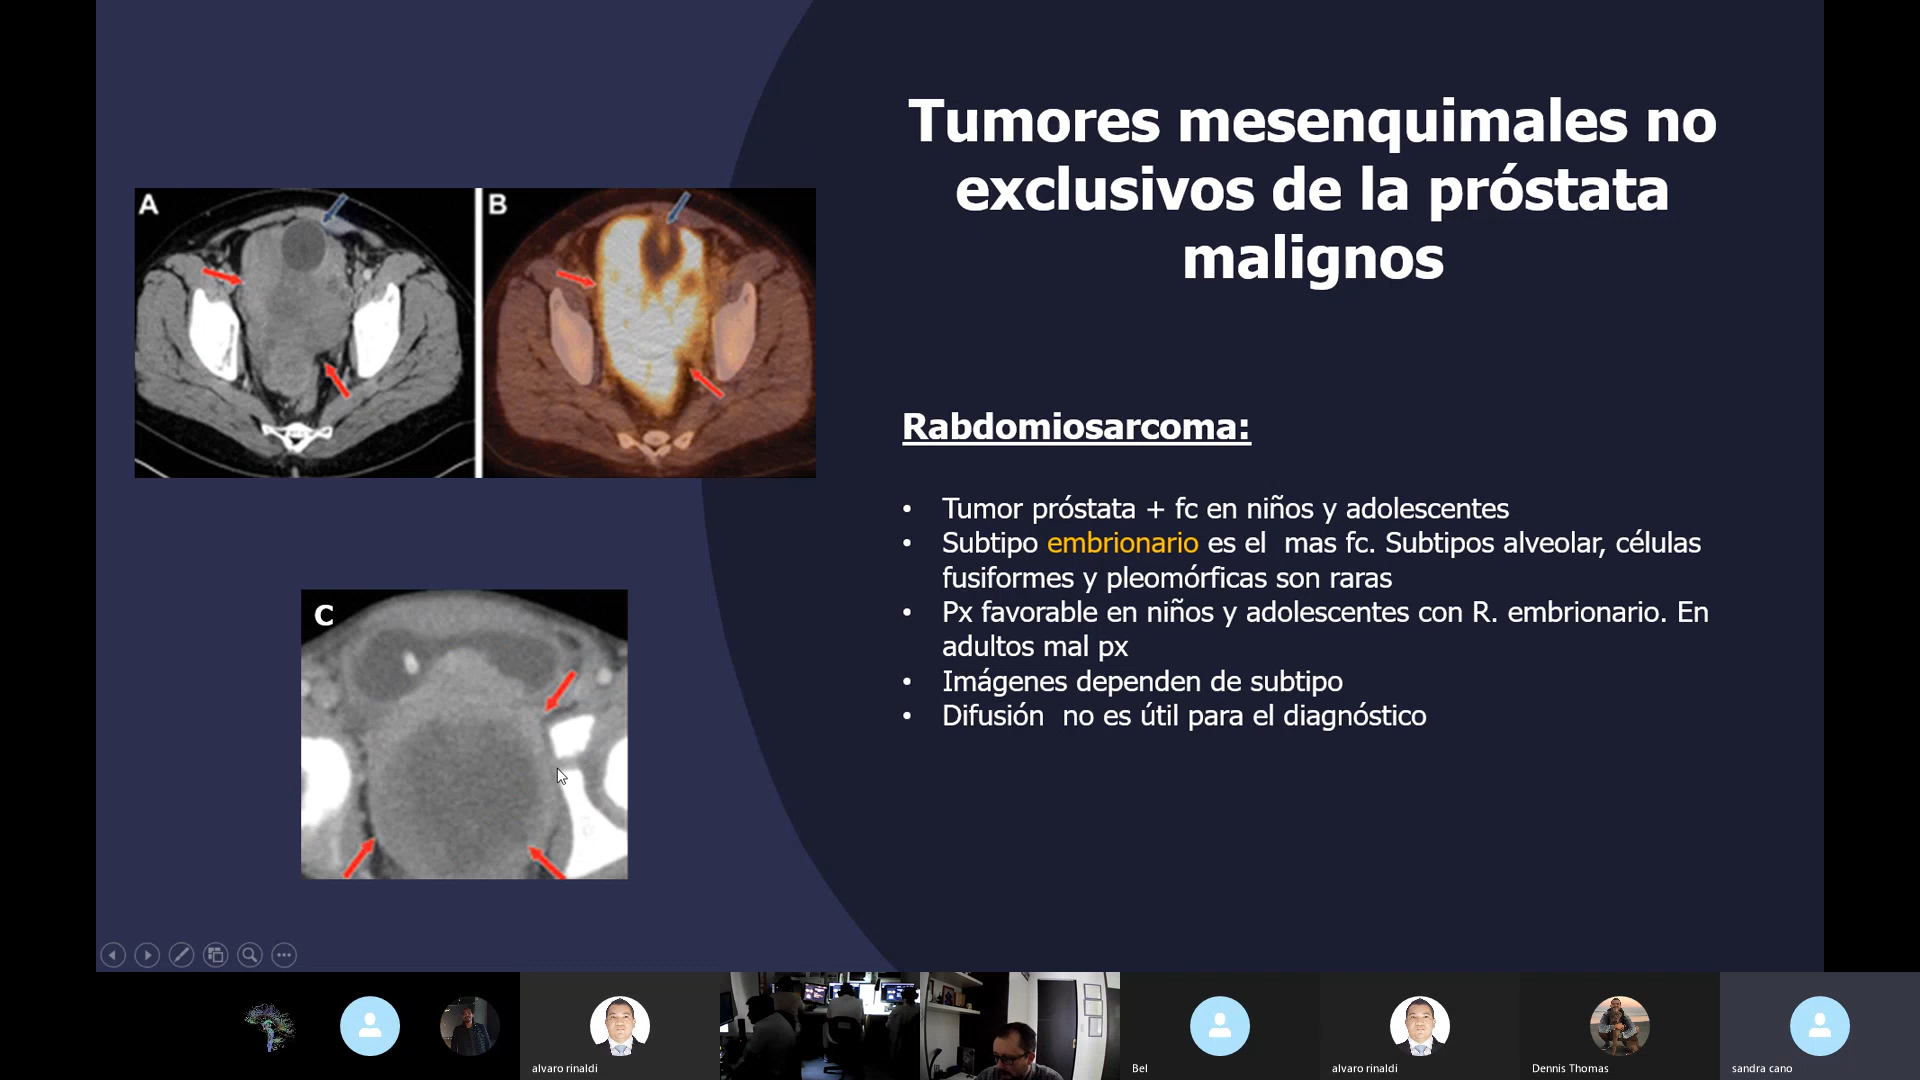 Tumores mesenquimales no
exclusivos de la próstata
malignos
A
B
Rabdomiosarcoma:
• Tumor próstata + fc en niños y adolescentes
• Subtipo embrionario es el  mas fc. Subtipos alveolar, células
fusiformes y pleomórficas son raras
• Px favorable en niños y adolescentes con R. embrionario. En
adultos mal px
• Imágenes dependen de subtipo
• Difusión  no es útil para el diagnóstico
C
alvaro rinaldi
Bel
alvaro rinaldi
Dennis Thomas
sandra cano